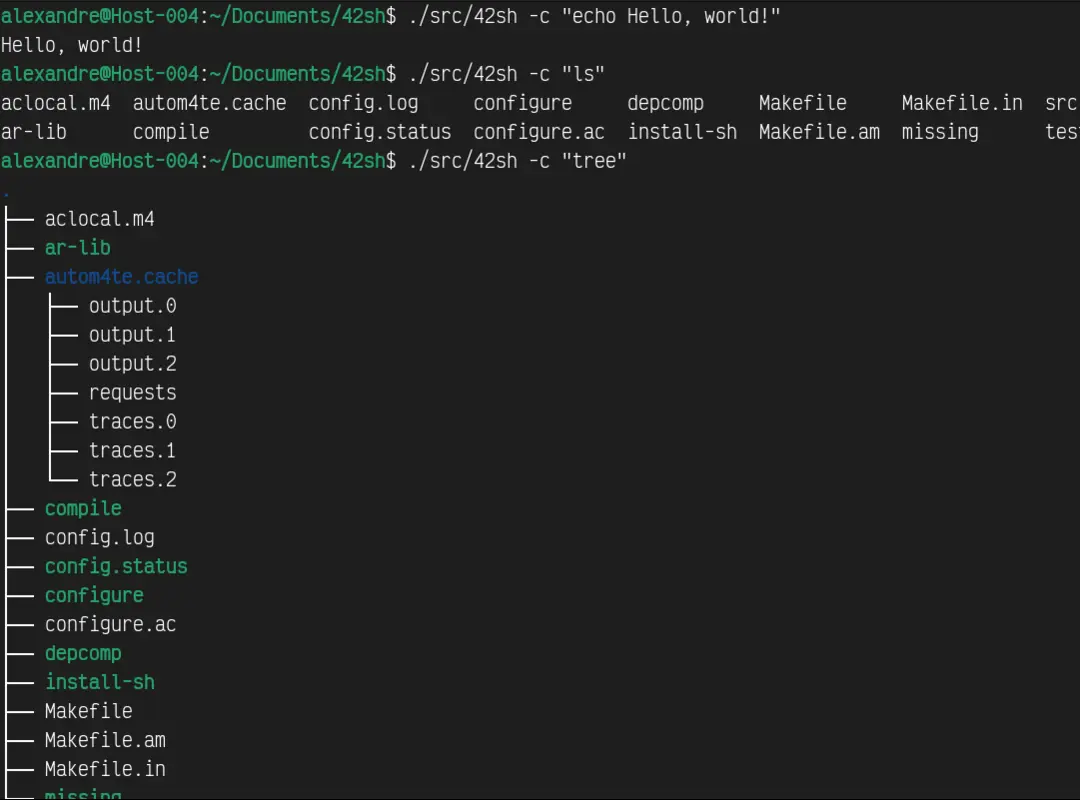 alexandre@Host-004:~/Documents/42sh$ ./src/42sh -c "echo Hello, world!"
Hello, world!
alexandre@Host-004:~/Documents/42sh$ ./src/42sh -c "ls"
aclocal.m4  autom4te.cache  config.log     configure     depcomp     Makefile     Makefile.in  src
ar-lib      compile         config.status  configure.ac  install-sh  Makefile.am  missing
alexandre@Host-004:~/Documents/42sh$ ./src/42sh -c "tree"
.
├── aclocal.m4
├── ar-lib
├── autom4te.cache
│   ├── output.0
│   ├── output.1
│   ├── output.2
│   ├── requests
│   ├── traces.0
│   ├── traces.1
│   └── traces.2
├── compile
├── config.log
├── config.status
├── configure
├── configure.ac
├── depcomp
├── install-sh
├── Makefile
├── Makefile.am
├── Makefile.in
├── missing